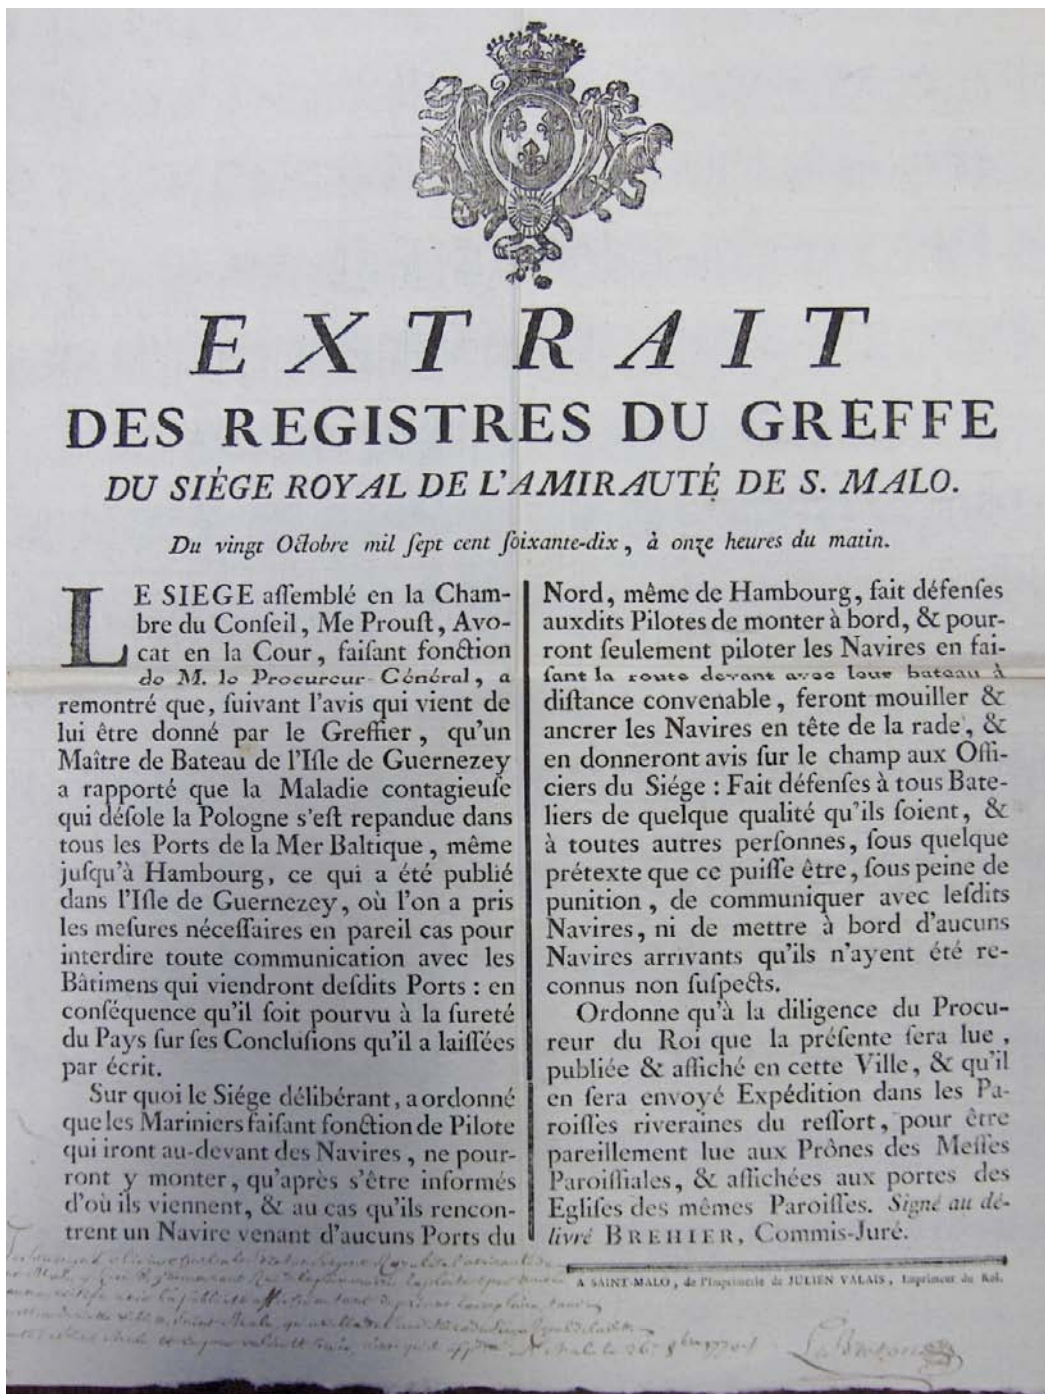 EXTRAIT
DES REGISTRES DU GREFFE
DU SIÉGE ROYAL DE L'AMIRAUTÉ DE S. MALO.
Du vingt Octobre mil ſept cent ſoixante-dix, à onze heures du matin.
LE SIEGE aſſemblé en la Cham-
bre du Conſeil, Me Prouſt, Avo-
cat en la Cour, faiſant fonction
de M. le Procureur Général, a
remontré que, ſuivant l'avis qui vient de
lui être donné par le Greffier, qu'un
Maître de Bateau de l'Iſle de Guernezey
a rapporté que la Maladie contagieuſe
qui déſole la Pologne s'eſt repandue dans
tous les Ports de la Mer Baltique, même
juſqu'à Hambourg, ce qui a été publié
dans l'Iſle de Guernezey, où l'on a pris
les meſures néceſſaires en pareil cas pour
interdire toute communication avec les
Bâtimens qui viendront deſdits Ports : en
conſéquence qu'il ſoit pourvu à la ſureté
du Pays ſur ſes Concluſions qu'il a laiſſées
par écrit.
Sur quoi le Siége délibérant, a ordonné
que les Mariniers faiſant fonction de Pilote
qui iront au-devant des Navires, ne pour-
ront y monter, qu'après s'être informés
d'où ils viennent, & au cas qu'ils rencon-
trent un Navire venant d'aucuns Ports du
Nord, même de Hambourg, fait défenſes
auxdits Pilotes de monter à bord, & pour-
ront ſeulement piloter les Navires en fai-
ſant la route devant avec leur bateau à
diſtance convenable, feront mouiller &
ancrer les Navires en tête de la rade, &
en donneront avis ſur le champ aux Offi-
ciers du Siége : Fait défenſes à tous Bate-
liers de quelque qualité qu'ils ſoient, &
à toutes autres perſonnes, ſous quelque
prétexte que ce puiſſe être, ſous peine de
punition, de communiquer avec leſdits
Navires, ni de mettre à bord d'aucuns
Navires arrivants qu'ils n'ayent été re-
connus non ſuſpects.
Ordonne qu'à la diligence du Procu-
reur du Roi que la préſente ſera lue,
publiée & affiché en cette Ville, & qu'il
en ſera envoyé Expédition dans les Pa-
roiſſes riveraines du reſſort, pour être
pareillement lue aux Prônes des Meſſes
Paroiſſiales, & affichées aux portes des
Egliſes des mêmes Paroiſſes. Signé au dé-
livré BREHIER, Commis-Juré.
A SAINT-MALO, de l'Imprimerie de JULIEN VALAIS, Imprimeur du Roi.